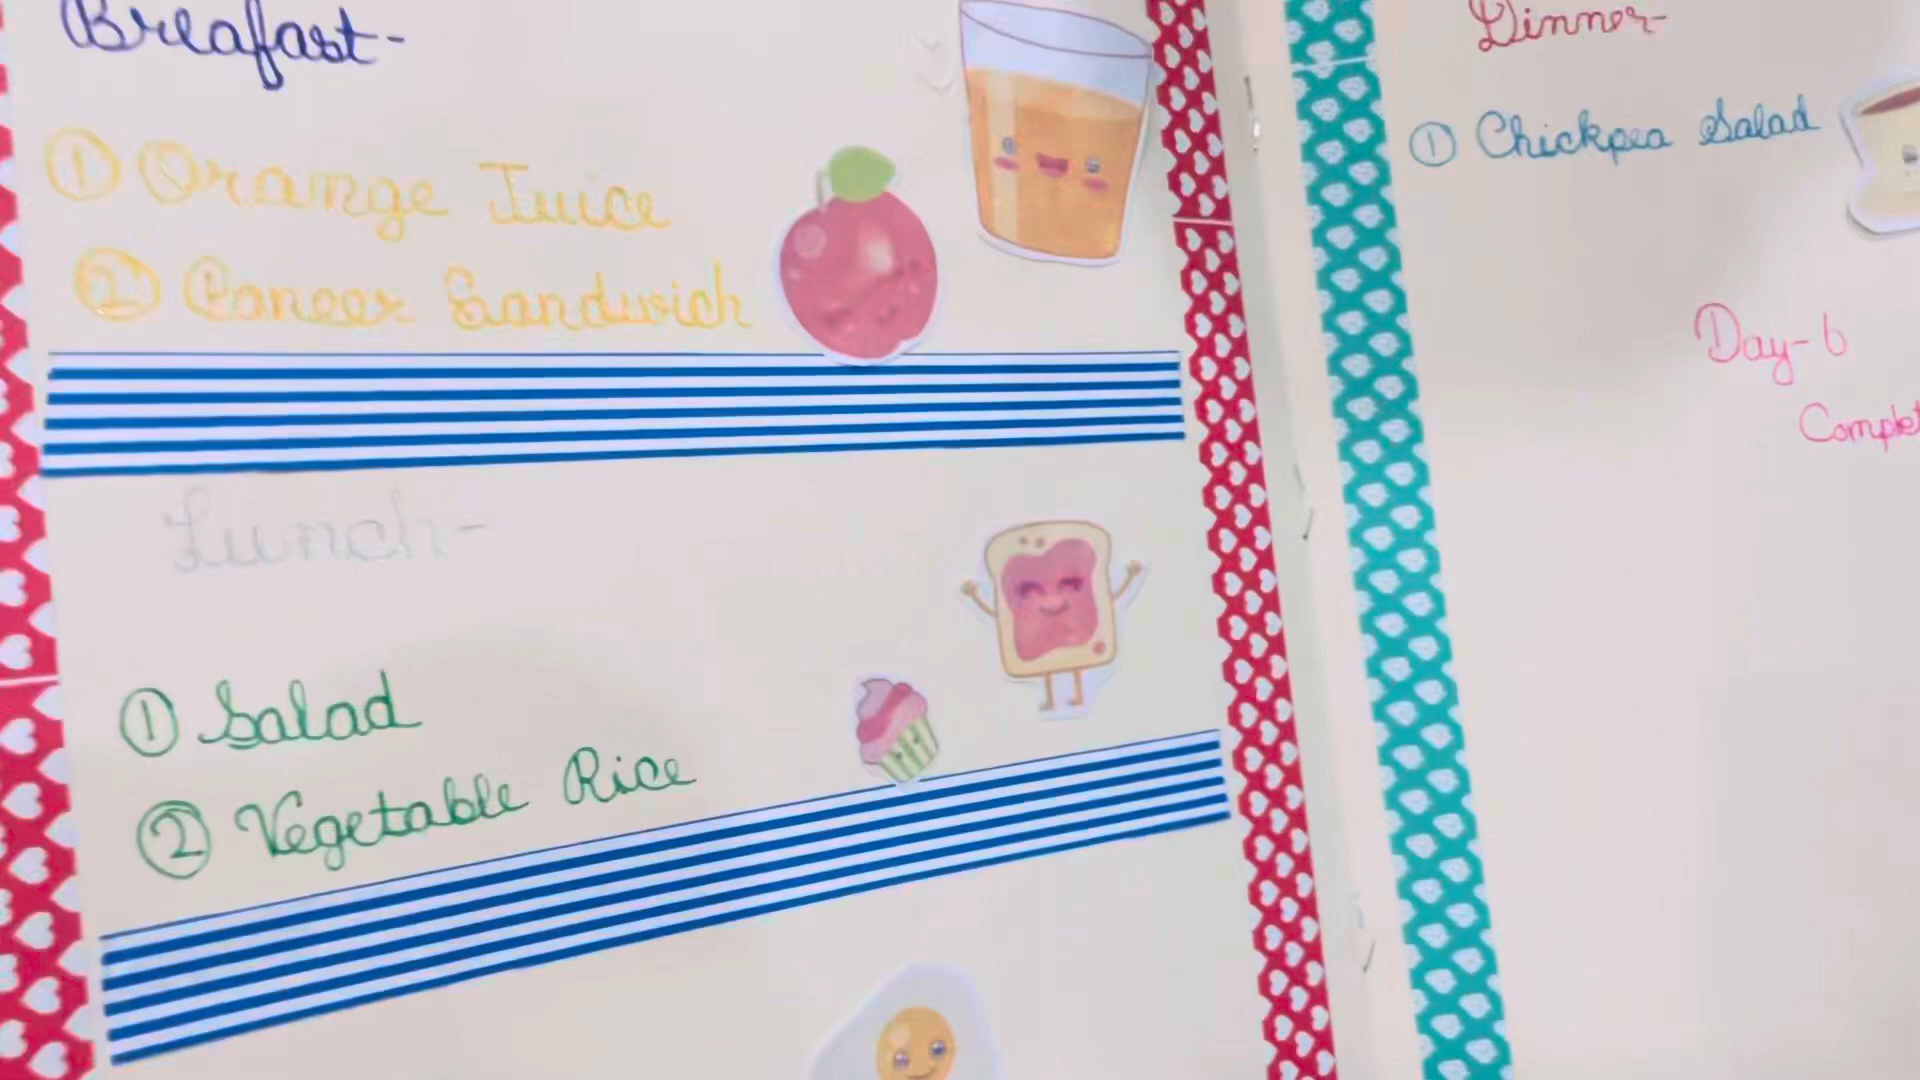 Breafast-
① Orange Juice
② Paneer Sandwich
Lunch-
① Salad
② Vegetable Rice
Dinner-
① Chickpea Salad
Day-6
Complet